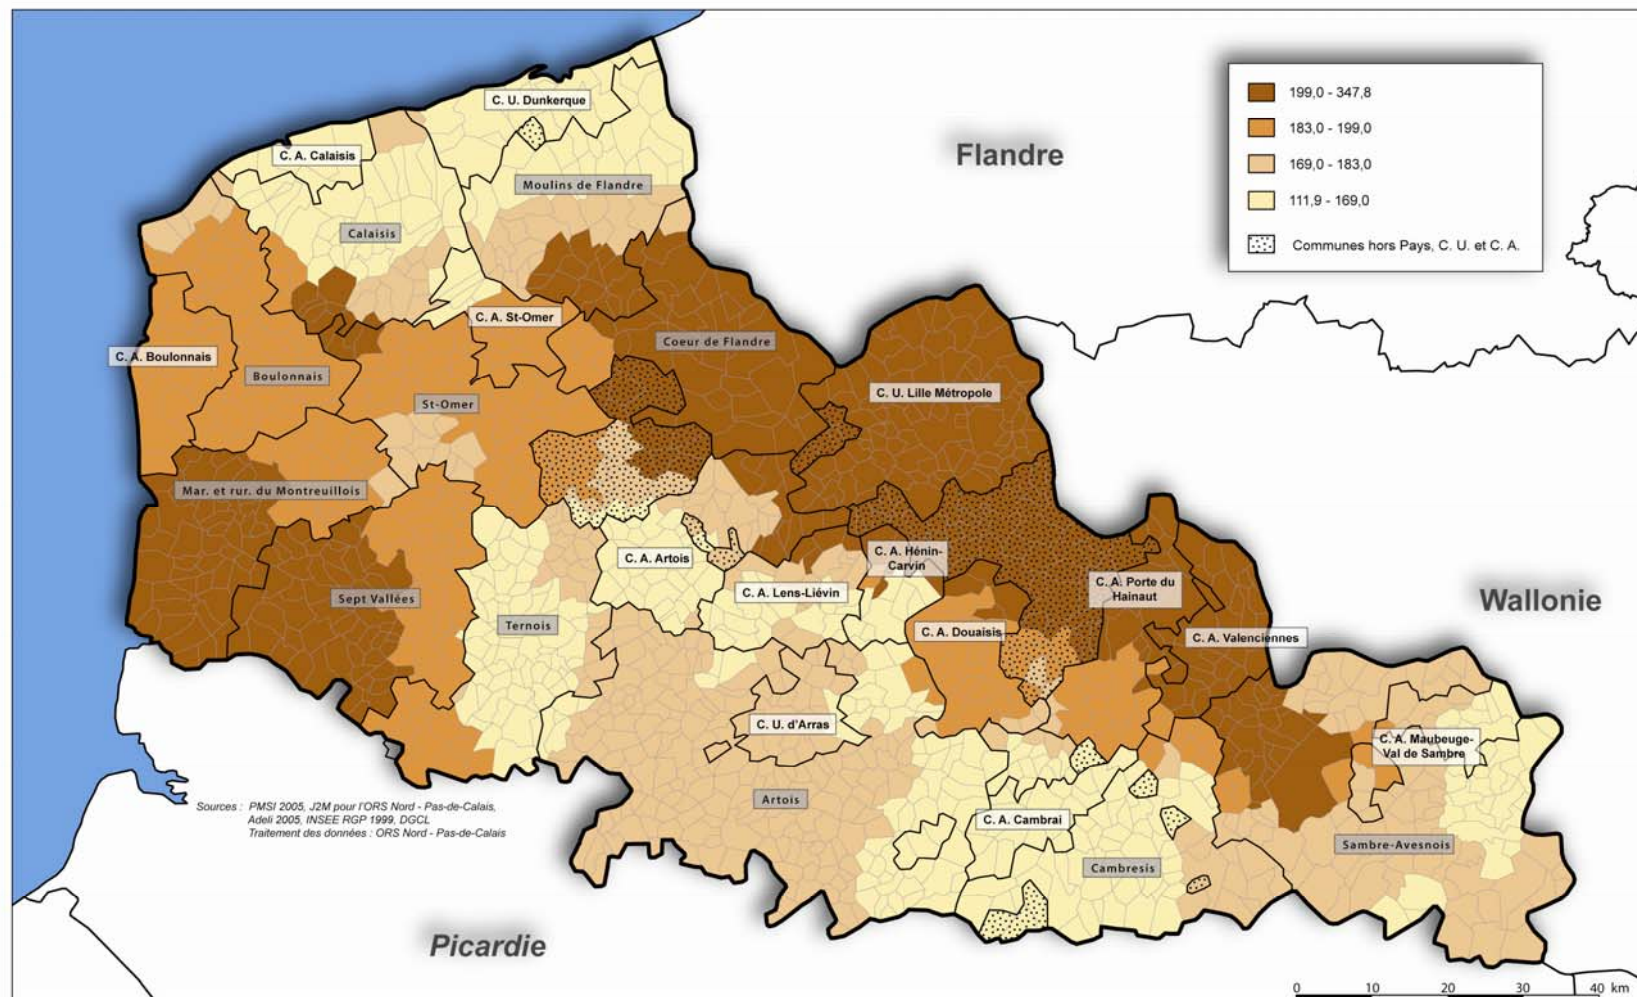 199,0 - 347,8
183,0 - 199,0
169,0 - 183,0
111,9 - 169,0
Communes hors Pays, C. U. et C. A.
C. U. Dunkerque
Flandre
C. A. Calaisis
Moulins de Flandre
Calaisis
C. A. St-Omer
Coeur de Flandre
C. A. Boulonnais
Boulonnais
C. U. Lille Métropole
St-Omer
Mar. et rur. du Montreuillois
C. A. Artois
C. A. Hénin-
Carvin
C. A. Lens-Liévin
C. A. Porte du
Hainaut
Sept Vallées
Wallonie
Ternois
C. A. Douaisis
C. A. Valenciennes
C. U. d'Arras
C. A. Maubeuge-
Val de Sambre
Artois
Sources : PMSI 2005, J2M pour l'ORS Nord - Pas-de-Calais,
Adeli 2005, INSEE RGP 1999, DGCL
Traitement des données : ORS Nord - Pas-de-Calais
C. A. Cambrai
Sambre-Avesnois
Cambresis
Picardie
0 10 20 30 40 km